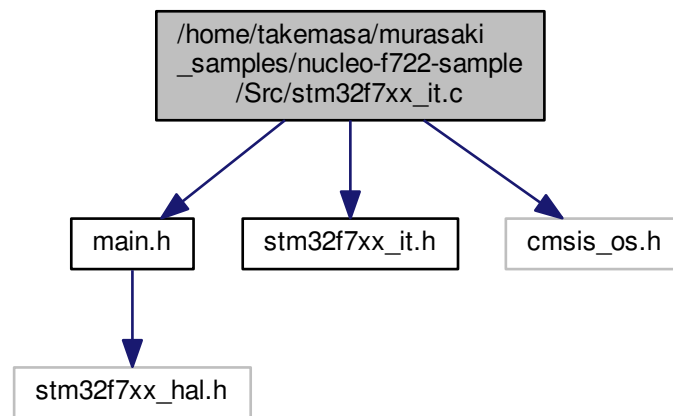 /home/takemasa/murasaki
_samples/nucleo-f722-sample
/Src/stm32f7xx_it.c
main.h
stm32f7xx_it.h
cmsis_os.h
stm32f7xx_hal.h